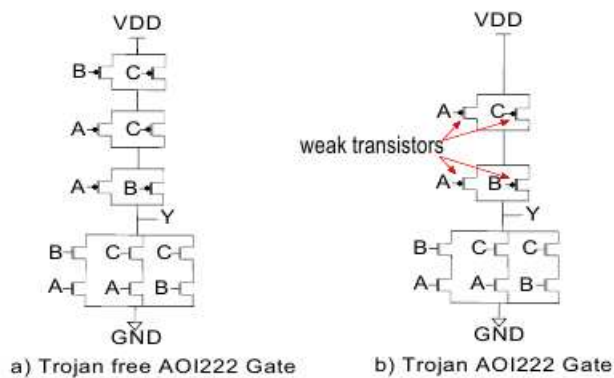 VDD
B C
A C
A B
Y
B C C
A A B
GND
a) Trojan free AOI222 Gate
VDD
A C
weak transistors
A B
Y
B C C
A A B
GND
b) Trojan AOI222 Gate